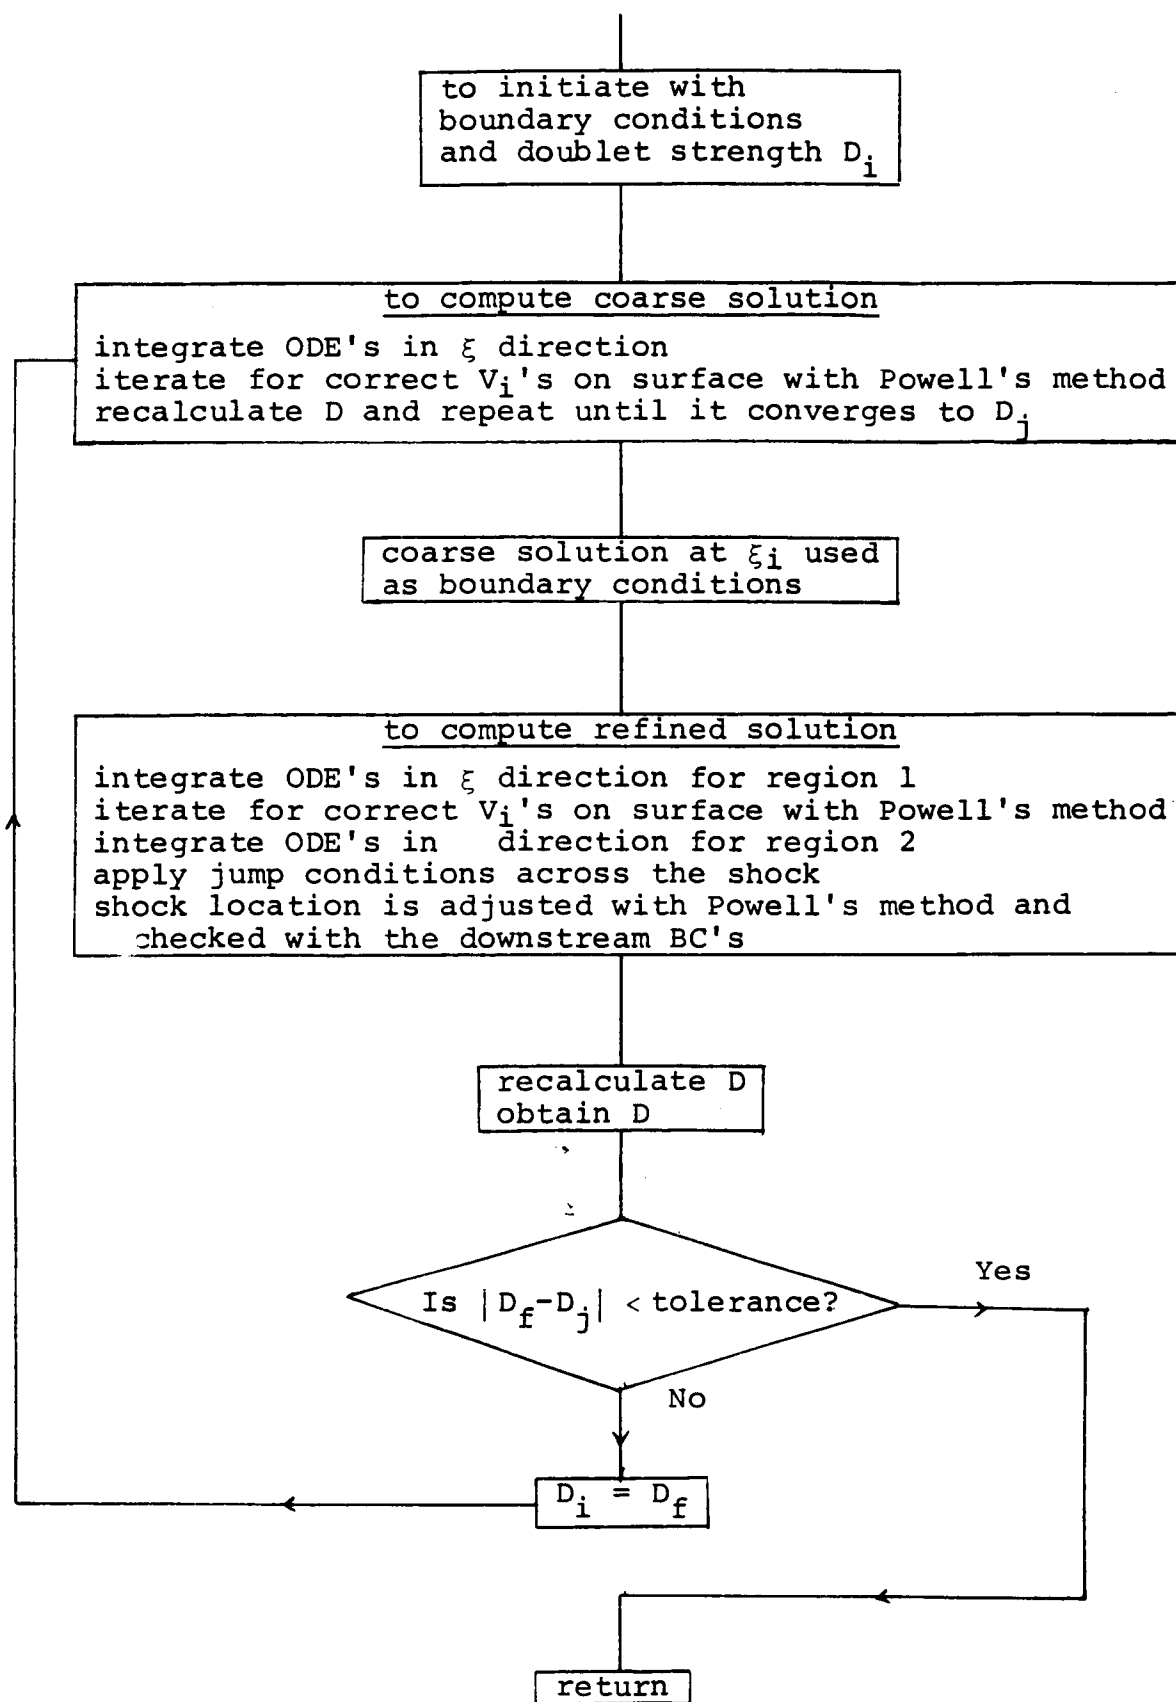 to initiate with
boundary conditions
and doublet strength D_i
to compute coarse solution
integrate ODE's in ξ direction
iterate for correct V_i's on surface with Powell's method
recalculate D and repeat until it converges to D_j
coarse solution at ξ_i used
as boundary conditions
to compute refined solution
integrate ODE's in ξ direction for region 1
iterate for correct V_i's on surface with Powell's method
integrate ODE's in direction for region 2
apply jump conditions across the shock
shock location is adjusted with Powell's method and
checked with the downstream BC's
recalculate D
obtain D
Is |D_f-D_j| < tolerance?
Yes
No
D_i = D_f
return